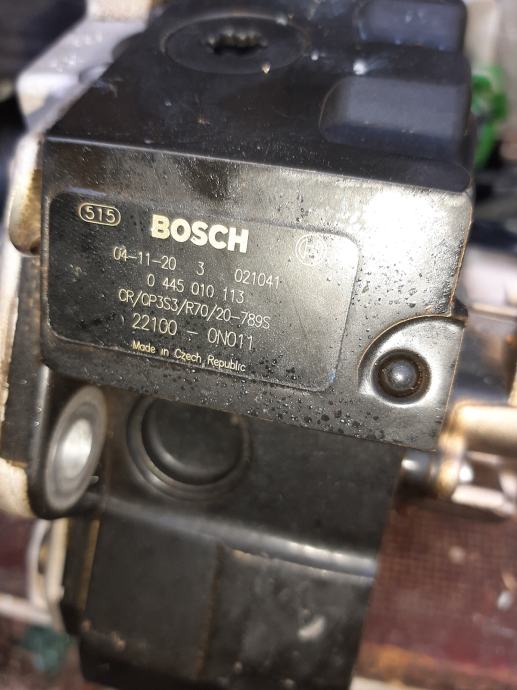 515
BOSCH
04-11-20 3 021041
0 445 010 113
CR/CP3S3/R70/20-789S
22100 - 0N011
Made in Czech Republic